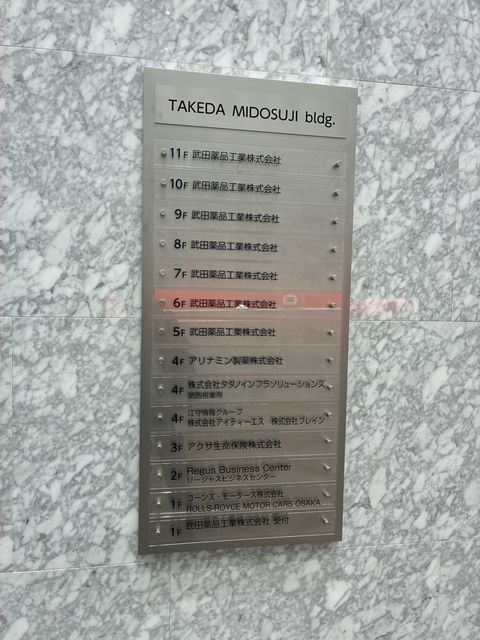 TAKEDA MIDOSUJI bldg.
11F 武田薬品工業株式会社
10F 武田薬品工業株式会社
9F 武田薬品工業株式会社
8F 武田薬品工業株式会社
7F 武田薬品工業株式会社
6F 武田薬品工業株式会社
5F 武田薬品工業株式会社
4F アリナミン製薬株式会社
4F 株式会社タダノインフラソリューションズ
関西営業所
4F 江守情報グループ
株式会社アイティーエス 株式会社ブレイン
3F アクサ生命保険株式会社
2F Regus Business Center
リージャスビジネスセンター
1F コーンズ・モータース株式会社
ROLLS-ROYCE MOTOR CARS OSAKA
1F 武田薬品工業株式会社 受付